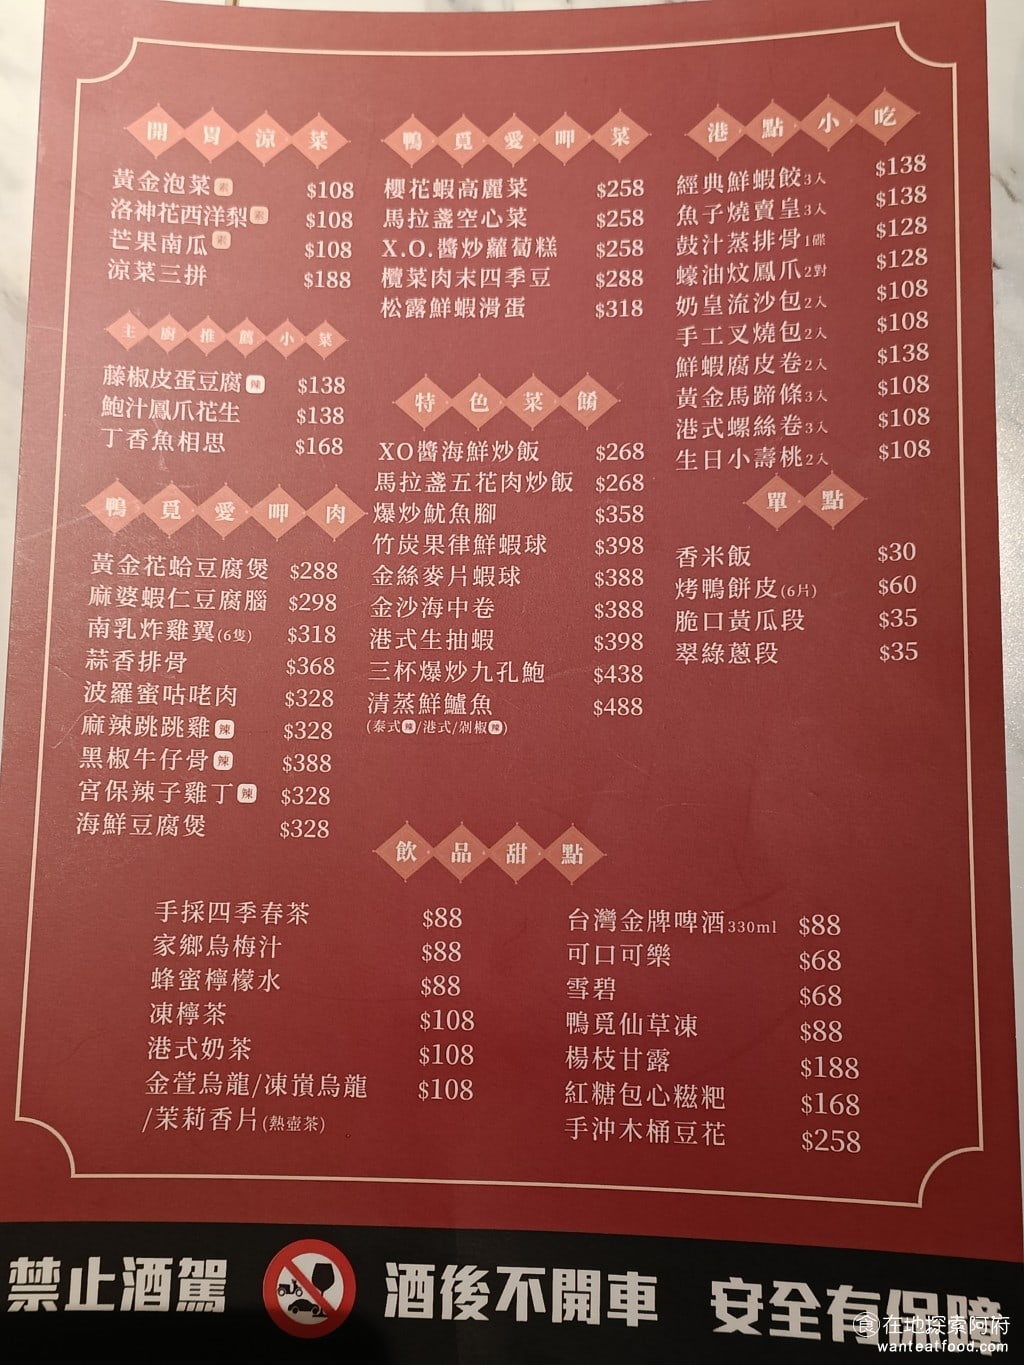 開胃涼菜
黃金泡菜 素 $108
洛神花西洋梨 素 $108
芒果南瓜 素 $108
涼菜三拼 $188
主廚推薦小菜
藤椒皮蛋豆腐 辣 $138
鮑汁鳳爪花生 $138
丁香魚相思 $168
鴨覓愛呷肉
黃金花蛤豆腐煲 $288
麻婆蝦仁豆腐腦 $298
南乳炸雞翼(6隻) $318
蒜香排骨 $368
波羅蜜咕咾肉 $328
麻辣跳跳雞 辣 $328
黑椒牛仔骨 辣 $388
宮保辣子雞丁 辣 $328
海鮮豆腐煲 $328
鴨覓愛呷菜
櫻花蝦高麗菜 $258
馬拉盞空心菜 $258
X.O.醬炒蘿蔔糕 $258
欖菜肉末四季豆 $288
松露鮮蝦滑蛋 $318
特色菜餚
XO醬海鮮炒飯 $268
馬拉盞五花肉炒飯 $268
爆炒魷魚腳 $358
竹炭果律鮮蝦球 $398
金絲麥片蝦球 $388
金沙海中卷 $388
港式生抽蝦 $398
三杯爆炒九孔鮑 $438
清蒸鮮鱸魚 $488
(泰式辣/港式/剁椒辣)
港點小吃
經典鮮蝦餃3入 $138
魚子燒賣皇3入 $138
鼓汁蒸排骨1碟 $128
蠔油炆鳳爪2對 $128
奶皇流沙包2入 $108
手工叉燒包2入 $108
鮮蝦腐皮卷2入 $138
黃金馬蹄條3入 $108
港式螺絲卷3入 $108
生日小壽桃2入 $108
單點
香米飯 $30
烤鴨餅皮(6片) $60
脆口黃瓜段 $35
翠綠蔥段 $35
飲品甜點
手採四季春茶 $88
家鄉烏梅汁 $88
蜂蜜檸檬水 $88
凍檸茶 $108
港式奶茶 $108
金萱烏龍/凍頂烏龍 $108
/茉莉香片(熱壺茶)
台灣金牌啤酒330ml $88
可口可樂 $68
雪碧 $68
鴨覓仙草凍 $88
楊枝甘露 $188
紅糖包心糍粑 $168
手沖木桶豆花 $258
禁止酒駕 酒後不開車 安全有保障
食在地探索阿府
wanteatfood.com